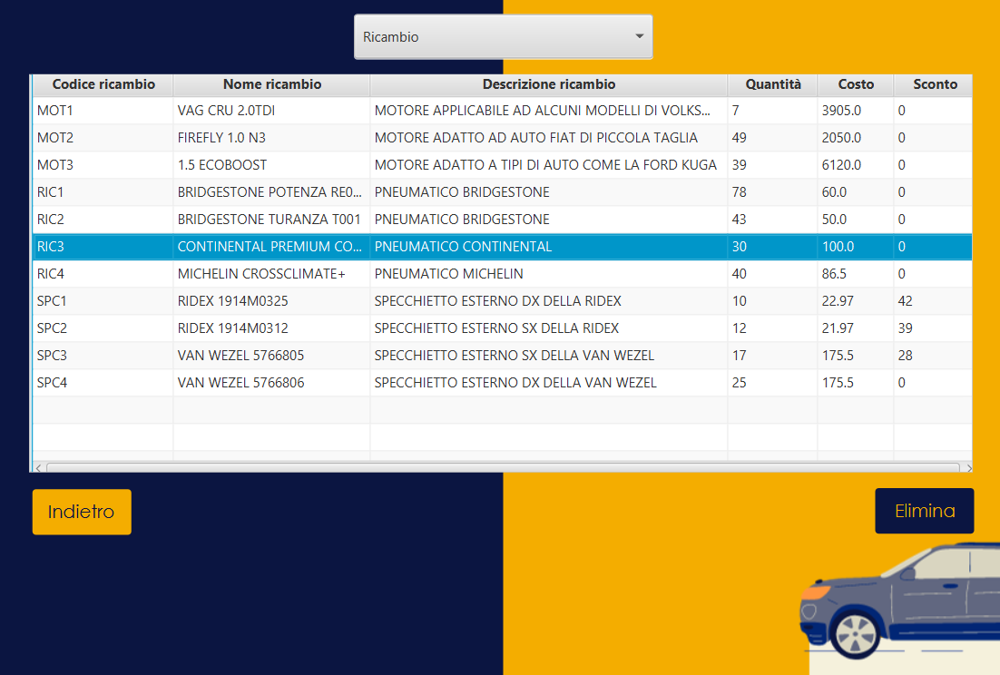 Ricambio
Codice ricambio Nome ricambio Descrizione ricambio Quantità Costo Sconto
MOT1 VAG CRU 2.0TDI MOTORE APPLICABILE AD ALCUNI MODELLI DI VOLKS... 7 3905.0 0
MOT2 FIREFLY 1.0 N3 MOTORE ADATTO AD AUTO FIAT DI PICCOLA TAGLIA 49 2050.0 0
MOT3 1.5 ECOBOOST MOTORE ADATTO A TIPI DI AUTO COME LA FORD KUGA 39 6120.0 0
RIC1 BRIDGESTONE POTENZA RE0... PNEUMATICO BRIDGESTONE 78 60.0 0
RIC2 BRIDGESTONE TURANZA T001 PNEUMATICO BRIDGESTONE 43 50.0 0
RIC3 CONTINENTAL PREMIUM CO... PNEUMATICO CONTINENTAL 30 100.0 0
RIC4 MICHELIN CROSSCLIMATE+ PNEUMATICO MICHELIN 40 86.5 0
SPC1 RIDEX 1914M0325 SPECCHIETTO ESTERNO DX DELLA RIDEX 10 22.97 42
SPC2 RIDEX 1914M0312 SPECCHIETTO ESTERNO SX DELLA RIDEX 12 21.97 39
SPC3 VAN WEZEL 5766805 SPECCHIETTO ESTERNO SX DELLA VAN WEZEL 17 175.5 28
SPC4 VAN WEZEL 5766806 SPECCHIETTO ESTERNO DX DELLA VAN WEZEL 25 175.5 0
Indietro Elimina